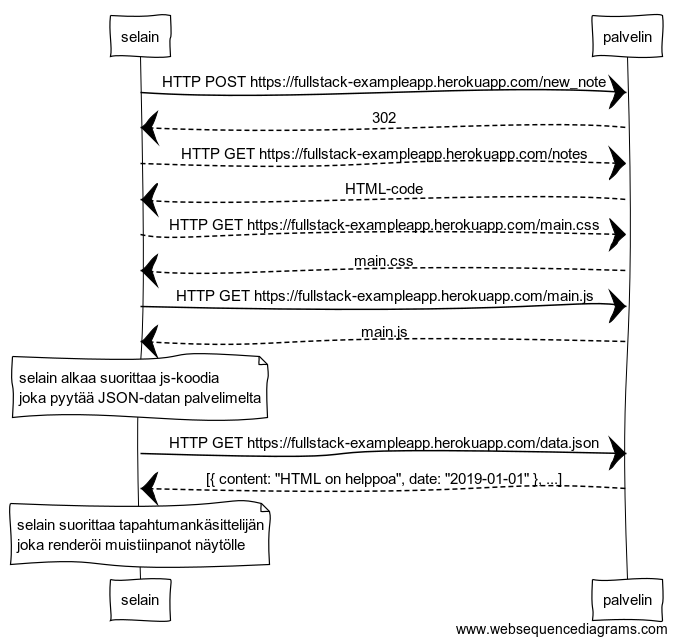 selain palvelin
HTTP POST https://fullstack-exampleapp.herokuapp.com/new_note
302
HTTP GET https://fullstack-exampleapp.herokuapp.com/notes
HTML-code
HTTP GET https://fullstack-exampleapp.herokuapp.com/main.css
main.css
HTTP GET https://fullstack-exampleapp.herokuapp.com/main.js
main.js
selain alkaa suorittaa js-koodia
joka pyytää JSON-datan palvelimelta
HTTP GET https://fullstack-exampleapp.herokuapp.com/data.json
[{ content: "HTML on helppoa", date: "2019-01-01" }, ...]
selain suorittaa tapahtumankäsittelijän
joka renderöi muistiinpanot näytölle
selain palvelin
www.websequencediagrams.com